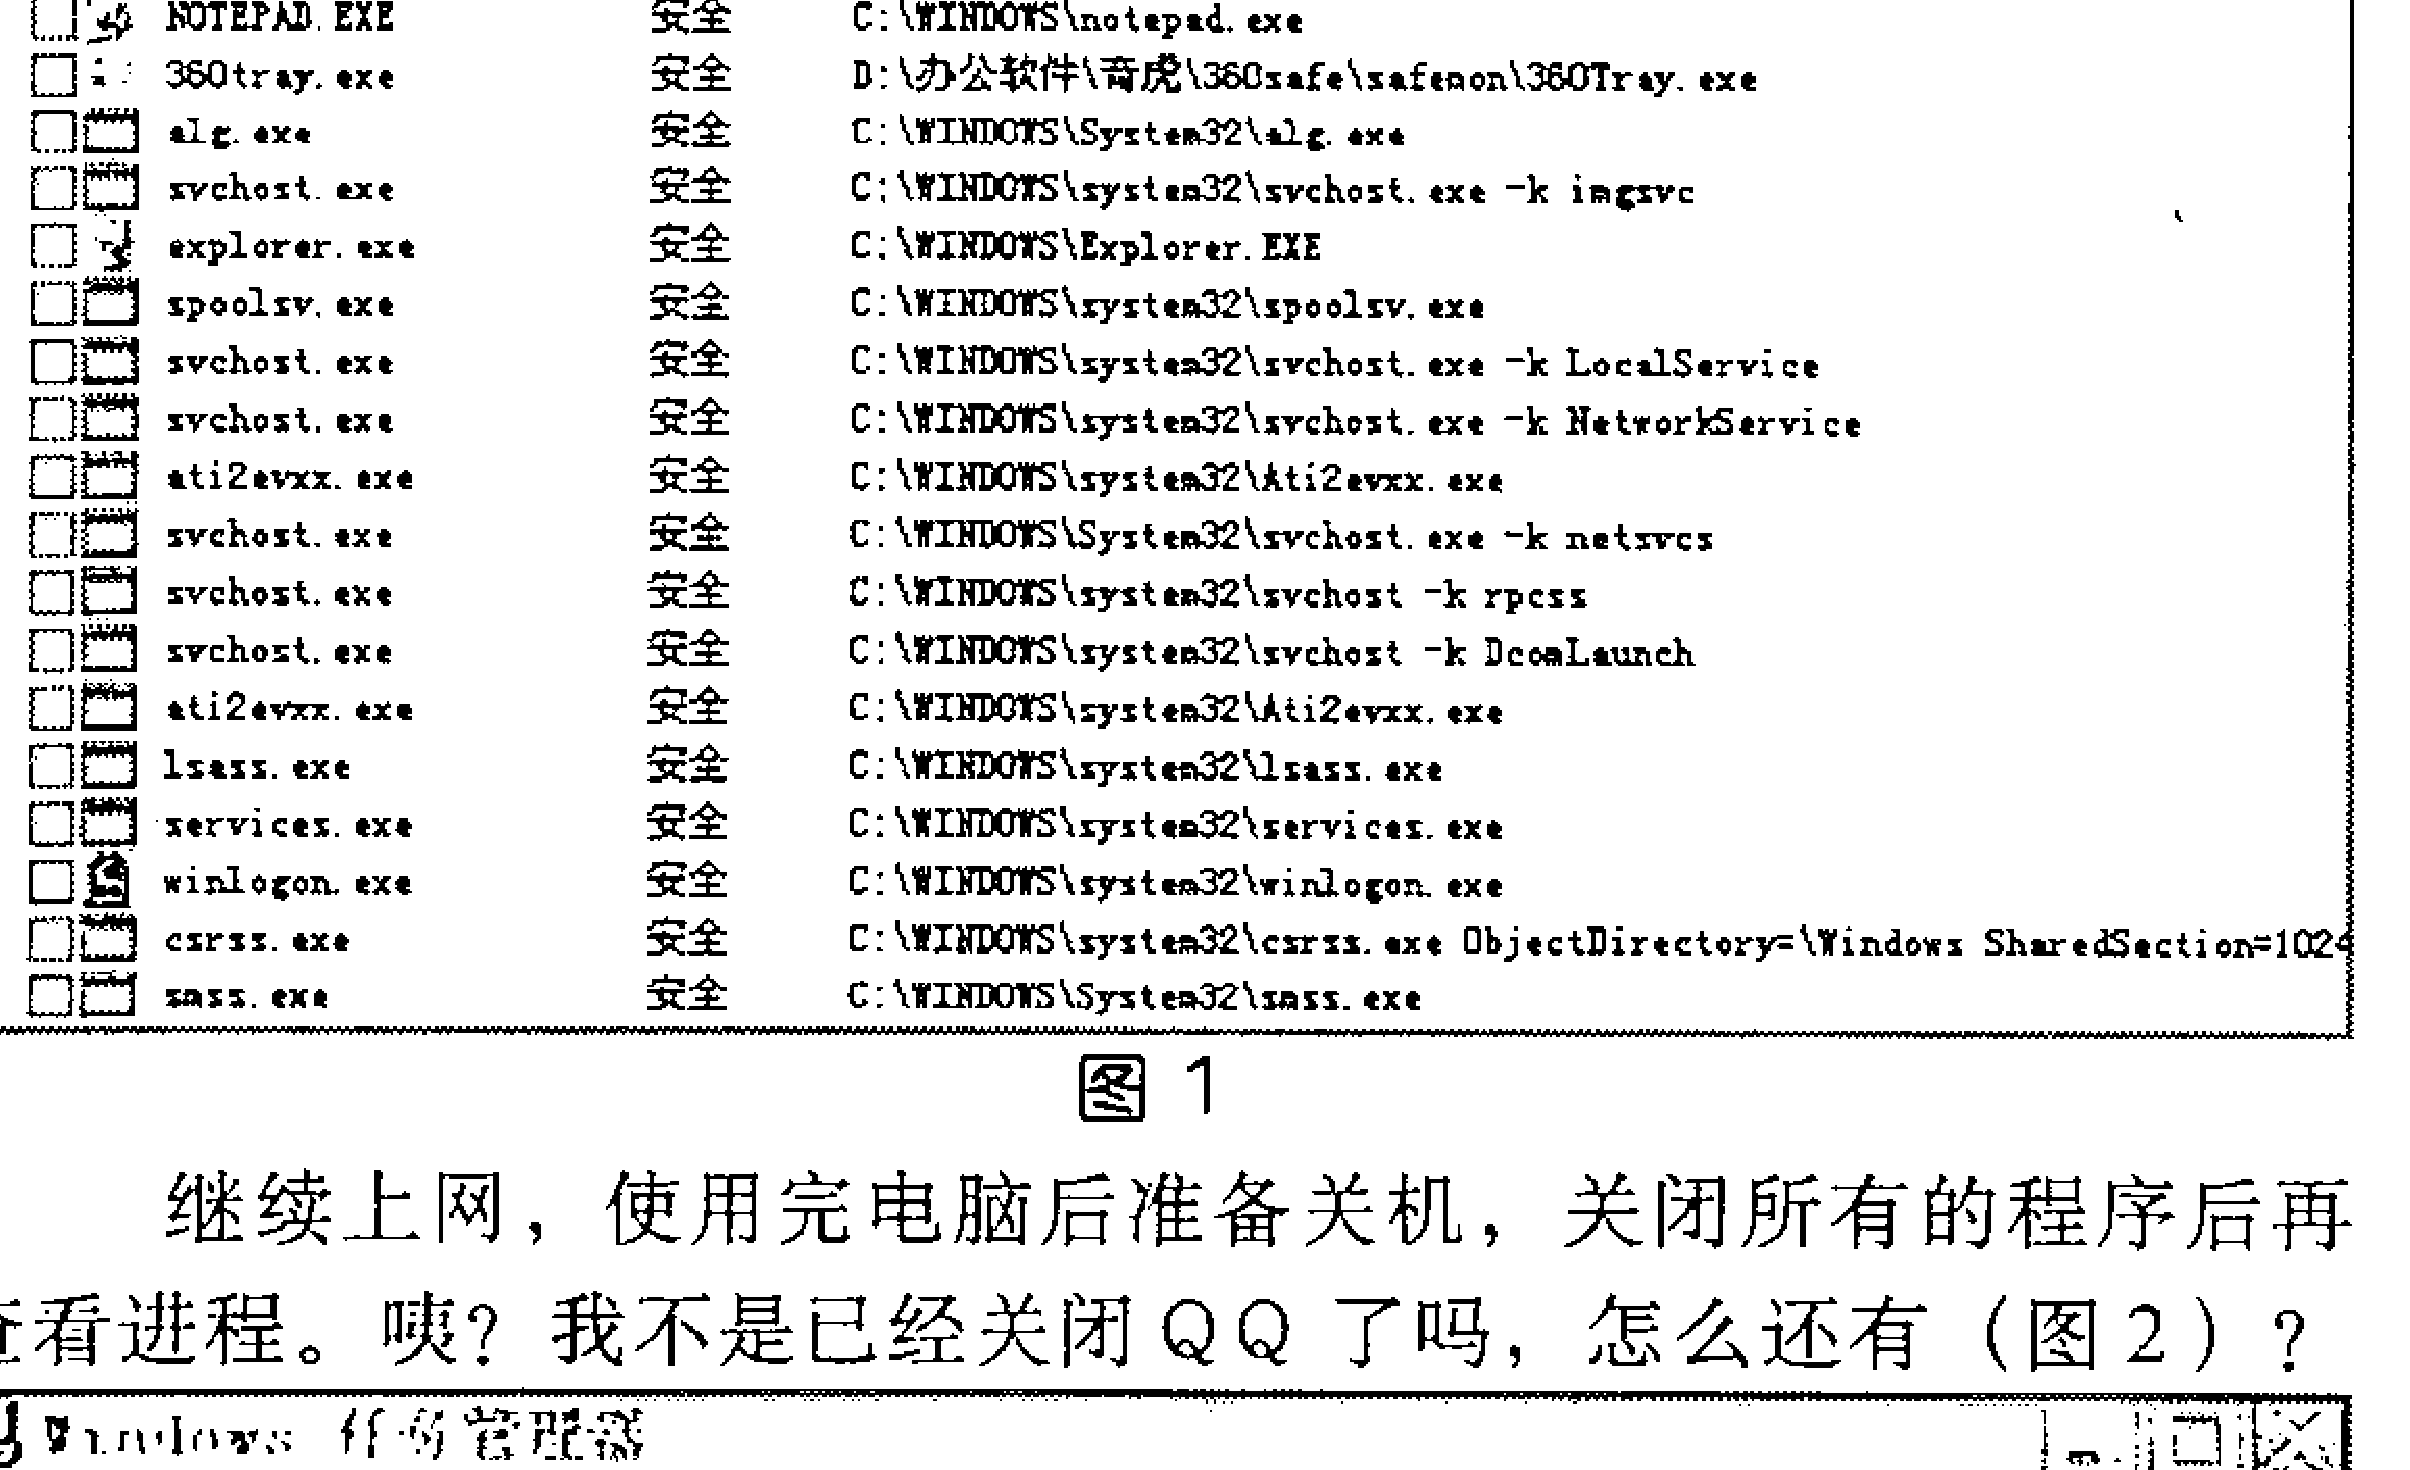 NOTEPAD.EXE 安全 C:\WINDOWS\notepad.exe
360tray.exe 安全 D:\办公软件\奇虎\360safe\safemon\360Tray.exe
alg.exe 安全 C:\WINDOWS\System32\alg.exe
svchost.exe 安全 C:\WINDOWS\system32\svchost.exe -k imgsvc
explorer.exe 安全 C:\WINDOWS\Explorer.EXE
spoolsv.exe 安全 C:\WINDOWS\system32\spoolsv.exe
svchost.exe 安全 C:\WINDOWS\system32\svchost.exe -k LocalService
svchost.exe 安全 C:\WINDOWS\system32\svchost.exe -k NetworkService
ati2evxx.exe 安全 C:\WINDOWS\system32\Ati2evxx.exe
svchost.exe 安全 C:\WINDOWS\System32\svchost.exe -k netsvcs
svchost.exe 安全 C:\WINDOWS\system32\svchost -k rpcss
svchost.exe 安全 C:\WINDOWS\system32\svchost -k DcomLaunch
ati2evxx.exe 安全 C:\WINDOWS\system32\Ati2evxx.exe
lsass.exe 安全 C:\WINDOWS\system32\lsass.exe
services.exe 安全 C:\WINDOWS\system32\services.exe
winlogon.exe 安全 C:\WINDOWS\system32\winlogon.exe
csrss.exe 安全 C:\WINDOWS\system32\csrss.exe ObjectDirectory=\Windows SharedSection=1024
smss.exe 安全 C:\WINDOWS\System32\smss.exe
图 1
继续上网，使用完电脑后准备关机，关闭所有的程序后再
查看进程。咦？我不是已经关闭 QQ 了吗，怎么还有（图 2）？
Windows 任务管理器